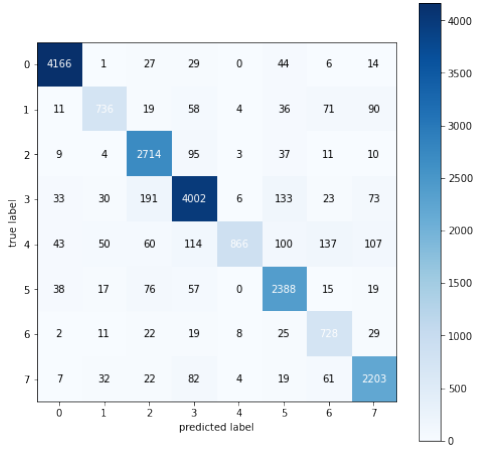 0 4166 1 27 29 0 44 6 14
1 11 736 19 58 4 36 71 90
2 9 4 2714 95 3 37 11 10
3 33 30 191 4002 6 133 23 73
4 43 50 60 114 866 100 137 107
5 38 17 76 57 0 2388 15 19
6 2 11 22 19 8 25 728 29
7 7 32 22 82 4 19 61 2203
0 1 2 3 4 5 6 7
predicted label
true label
4000
3500
3000
2500
2000
1500
1000
500
0